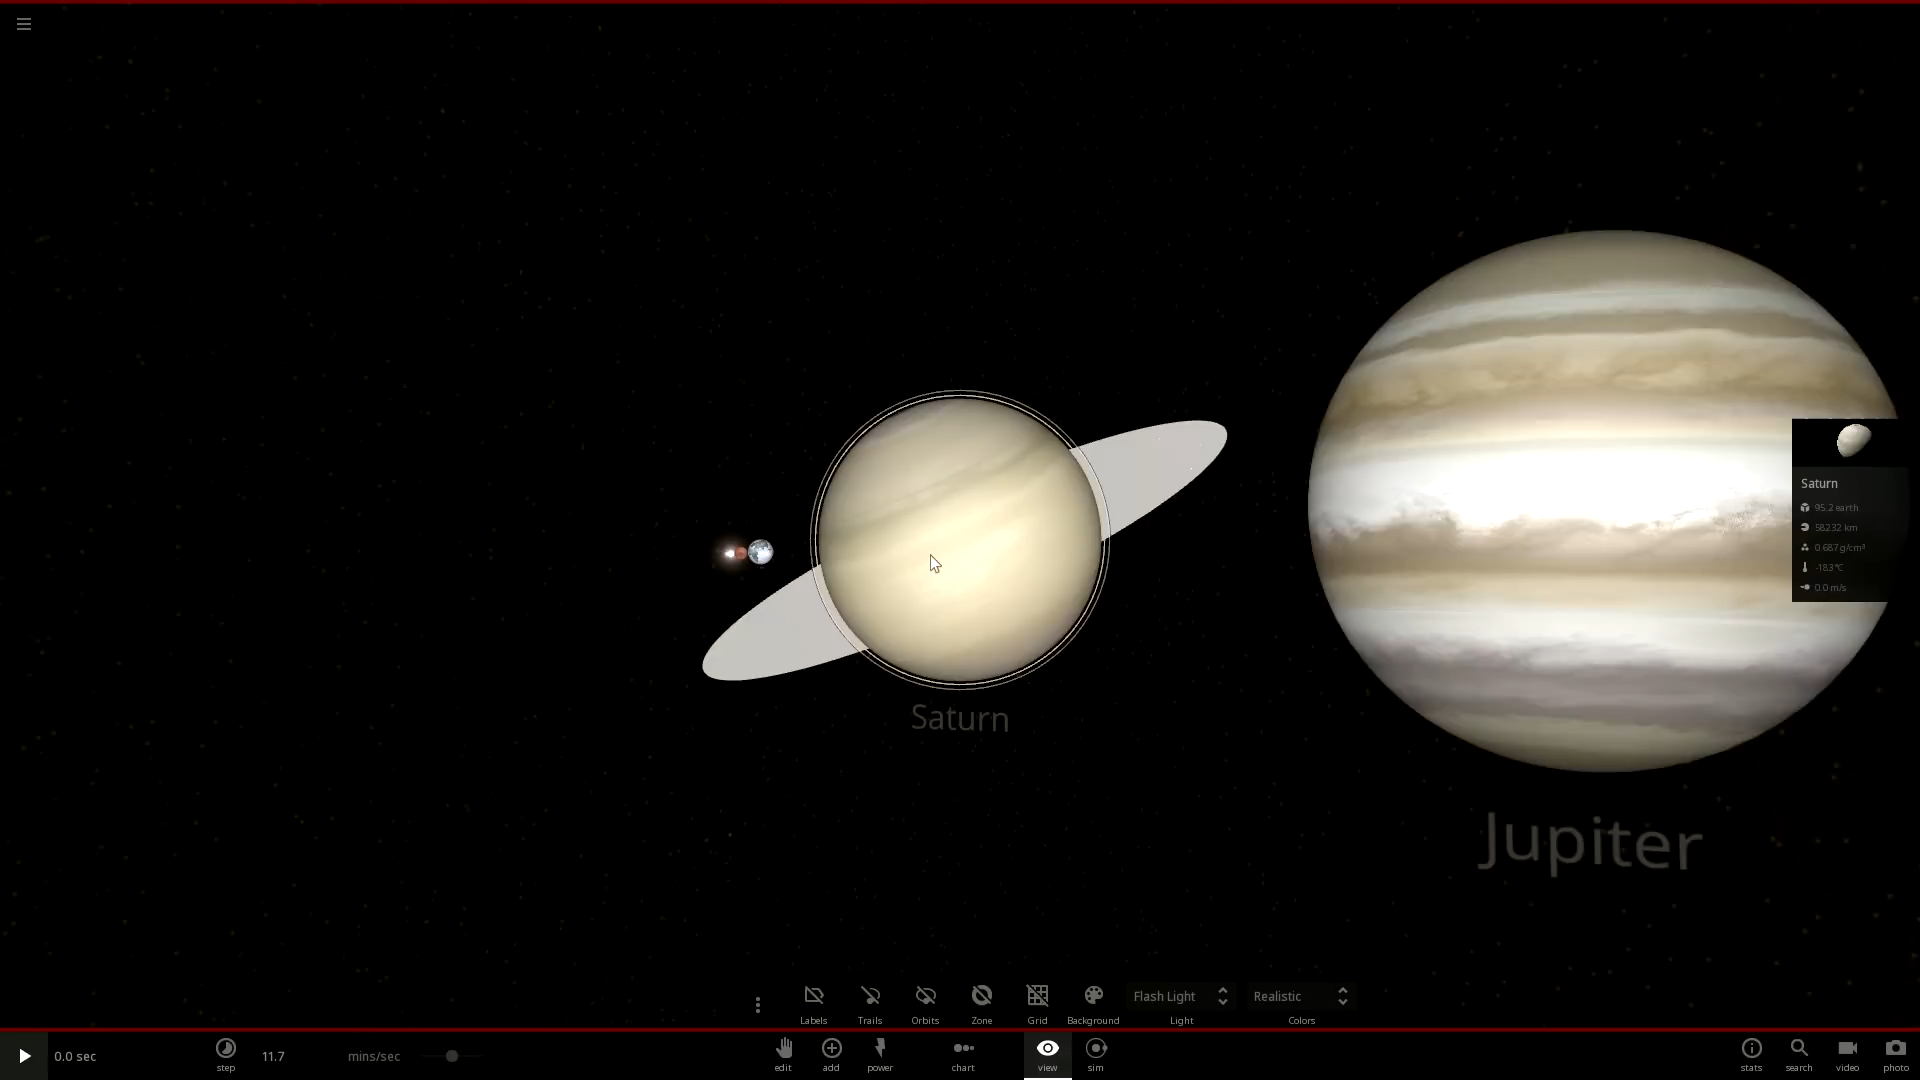 Saturn
95.2 earth
58232 km
0.687 g/cm³
-183°C
0.0 m/s
Saturn
Jupiter
Flash Light
Realistic
Labels
Trails
Orbits
Zone
Grid
Background
Light
Colors
0.0 sec
step
11.7
mins/sec
edit
add
power
chart
view
sim
stats
search
video
photo